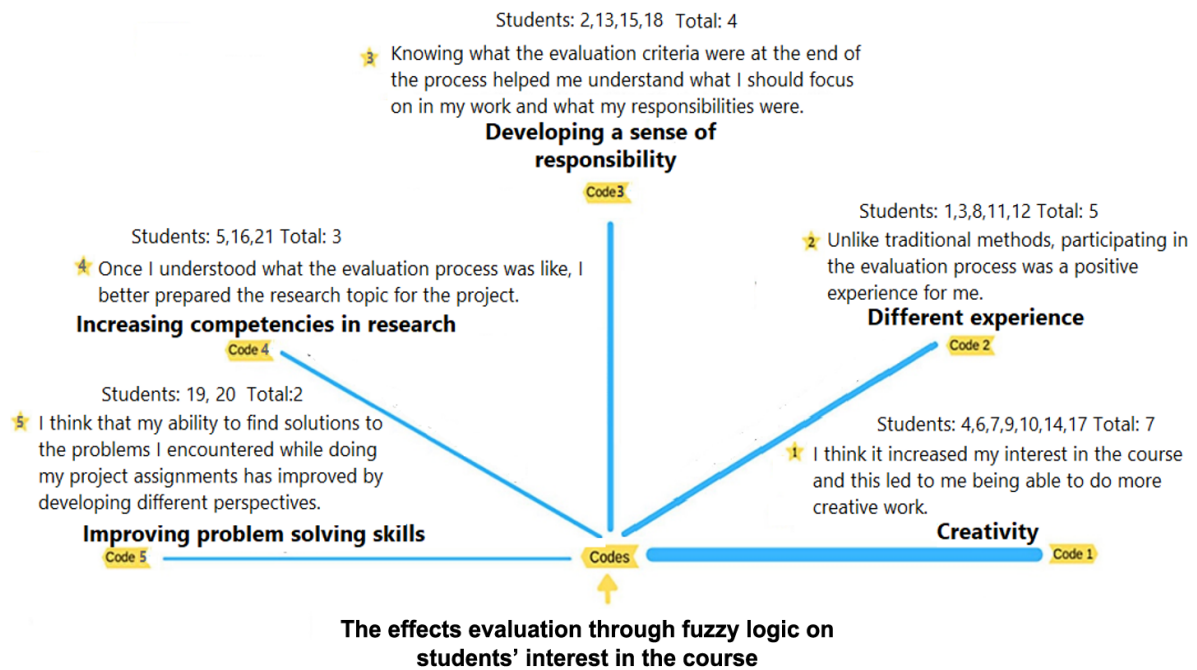 Students: 2,13,15,18 Total: 4
3 Knowing what the evaluation criteria were at the end of
the process helped me understand what I should focus
on in my work and what my responsibilities were.
Developing a sense of
responsibility
Code3
Students: 1,3,8,11,12 Total: 5
2 Unlike traditional methods, participating in
the evaluation process was a positive
experience for me.
Different experience
Code 2
Students: 5,16,21 Total: 3
4 Once I understood what the evaluation process was like, I
better prepared the research topic for the project.
Increasing competencies in research
Code 4
Students: 19, 20 Total:2
5 I think that my ability to find solutions to
the problems I encountered while doing
my project assignments has improved by
developing different perspectives.
Improving problem solving skills
Code 5
Students: 4,6,7,9,10,14,17 Total: 7
1 I think it increased my interest in the course
and this led to me being able to do more
creative work.
Creativity
Code 1
Codes
The effects evaluation through fuzzy logic on
students’ interest in the course